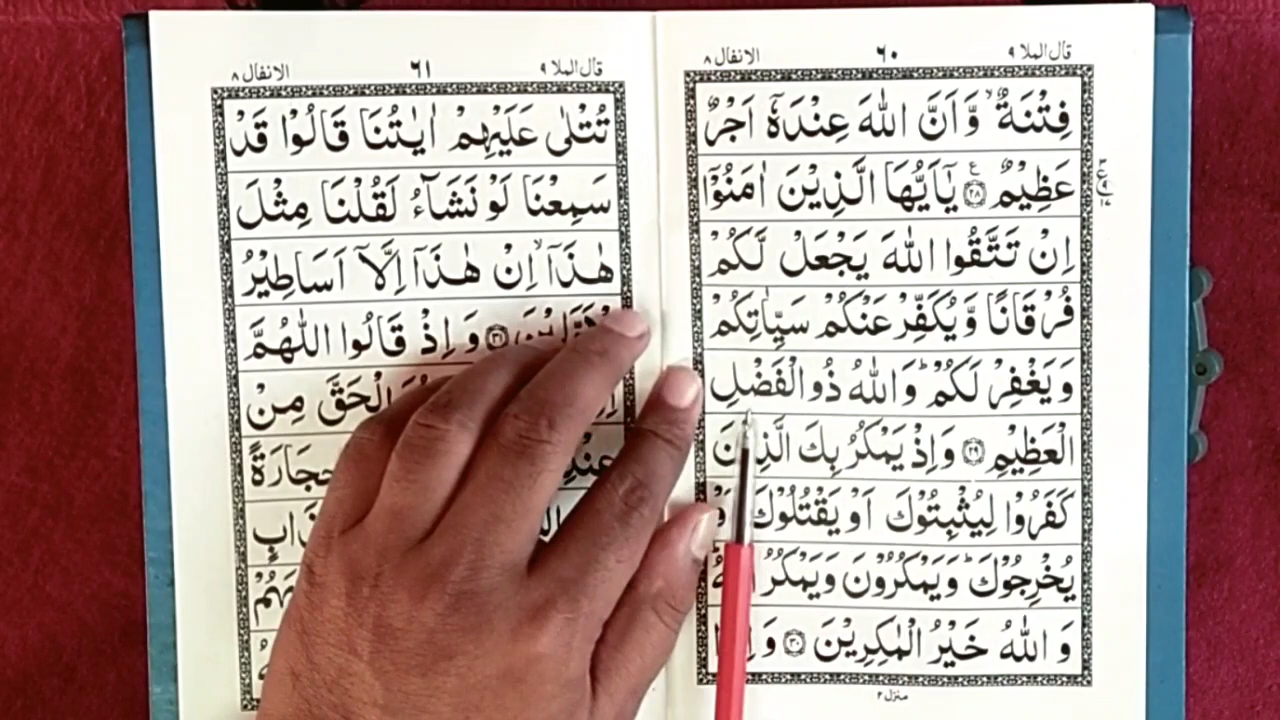 قال الملا ٩ ٦٠ الانفال ٨
فِتْنَةٌ ۙ وَّاَنَّ اللّٰهَ عِنْدَهٗۤ اَجْرٌ
عَظِيْمٌ ۟ۧ ﴿۲۸﴾ يٰۤاَيُّهَا الَّذِيْنَ اٰمَنُوْۤا
اِنْ تَتَّقُوا اللّٰهَ يَجْعَلْ لَّكُمْ
فُرْقَانًا وَّيُكَفِّرْ عَنْكُمْ سَيِّاٰتِكُمْ
وَيَغْفِرْ لَكُمْ ؕ وَاللّٰهُ ذُو الْفَضْلِ
الْعَظِيْمِ ﴿۲۹﴾ وَاِذْ يَمْكُرُ بِكَ الَّذِيْنَ
كَفَرُوْا لِيُثْبِتُوْكَ اَوْ يَقْتُلُوْكَ اَوْ
يُخْرِجُوْكَ ؕ وَيَمْكُرُوْنَ وَيَمْكُرُ
وَاللّٰهُ خَيْرُ الْمٰكِرِيْنَ ﴿۳۰﴾
منزل ٢
قال الملا ٩ ٦١ الانفال ٨
تُتْلٰى عَلَيْهِمْ اٰيٰتُنَا قَالُوْا قَدْ
سَمِعْنَا لَوْ نَشَآءُ لَقُلْنَا مِثْلَ
هٰذَاۤ ۙ اِنْ هٰذَاۤ اِلَّاۤ اَسَاطِيْرُ
﴿۳۱﴾ وَاِذْ قَالُوا اللّٰهُمَّ
الْحَقَّ مِنْ
حِجَارَةً